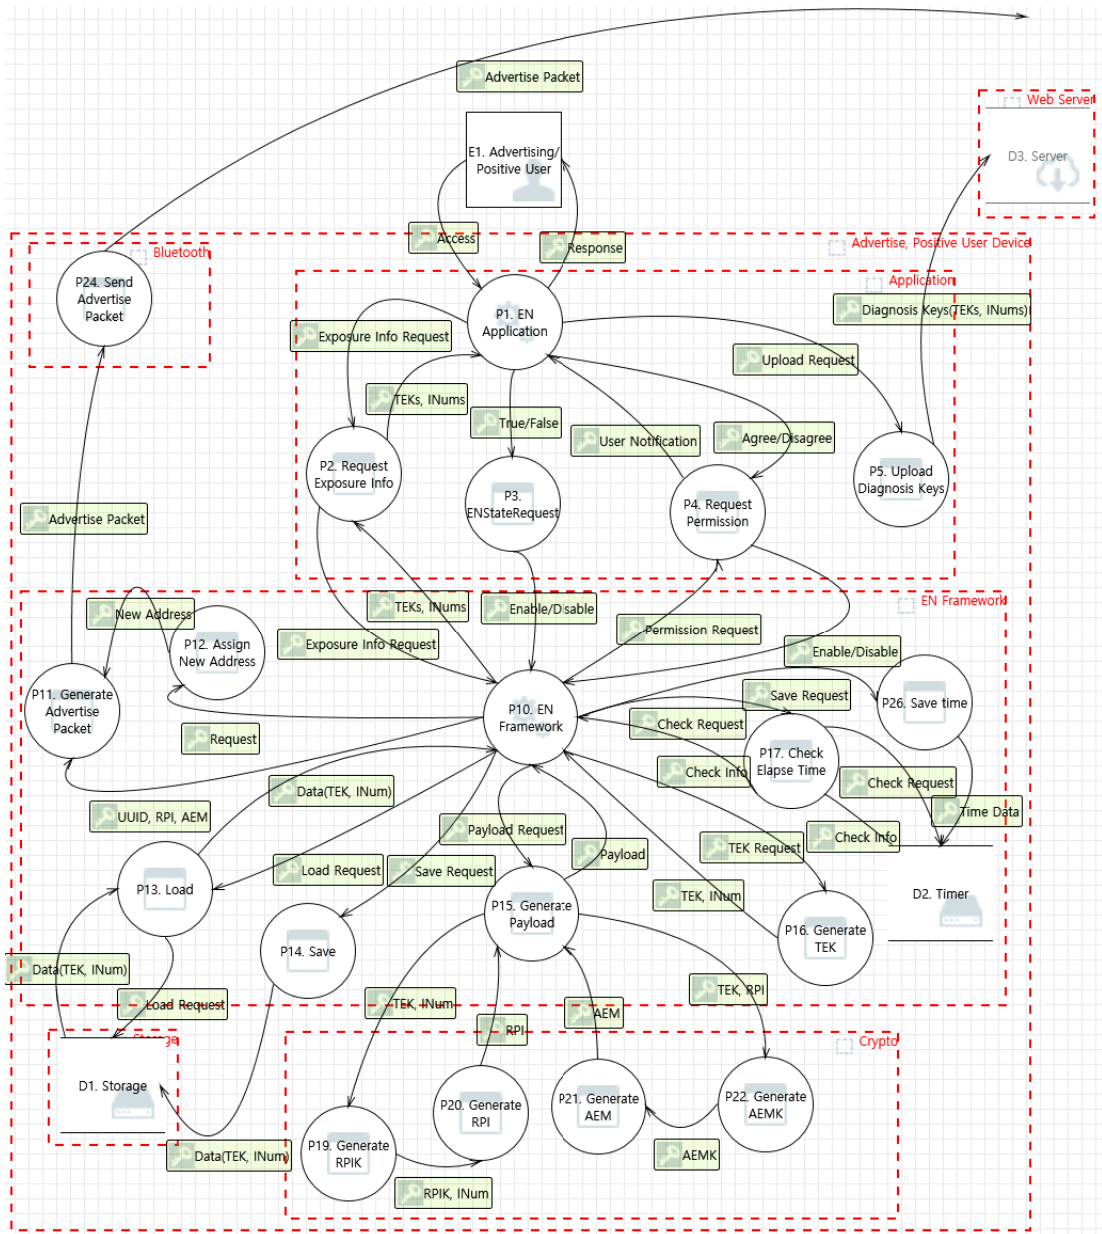 Advertise Packet
Web Server
E1. Advertising/
Positive User
D3. Server
Access
Response
Advertise, Positive User Device
Bluetooth
P24. Send
Advertise
Packet
Application
P1. EN
Application
Diagnosis Keys(TEKs, INums)
Exposure Info Request
Upload Request
TEKs, INums
True/False
User Notification
Agree/Disagree
P2. Request
Exposure Info
P3.
ENStateRequest
P4. Request
Permission
P5. Upload
Diagnosis Keys
Advertise Packet
EN Framework
New Address
TEKs, INums
Enable/Disable
Permission Request
Exposure Info Request
Enable/Disable
P12. Assign
New Address
P11. Generate
Advertise
Packet
P10. EN
Framework
Save Request
P26. Save time
Request
Check Request
P17. Check
Elapse Time
Check Info
Check Request
Data(TEK, INum)
UUID, RPI, AEM
Time Data
Payload Request
Check Info
Payload
TEK Request
Load Request
Save Request
P13. Load
TEK, INum
D2. Timer
P15. Generate
Payload
P14. Save
P16. Generate
TEK
Data(TEK, INum)
TEK, RPI
Load Request
TEK, INum
AEM
RPI
Storage
Crypto
D1. Storage
P20. Generate
RPI
P21. Generate
AEM
P22. Generate
AEMK
P19. Generate
RPIK
Data(TEK, INum)
AEMK
RPIK, INum